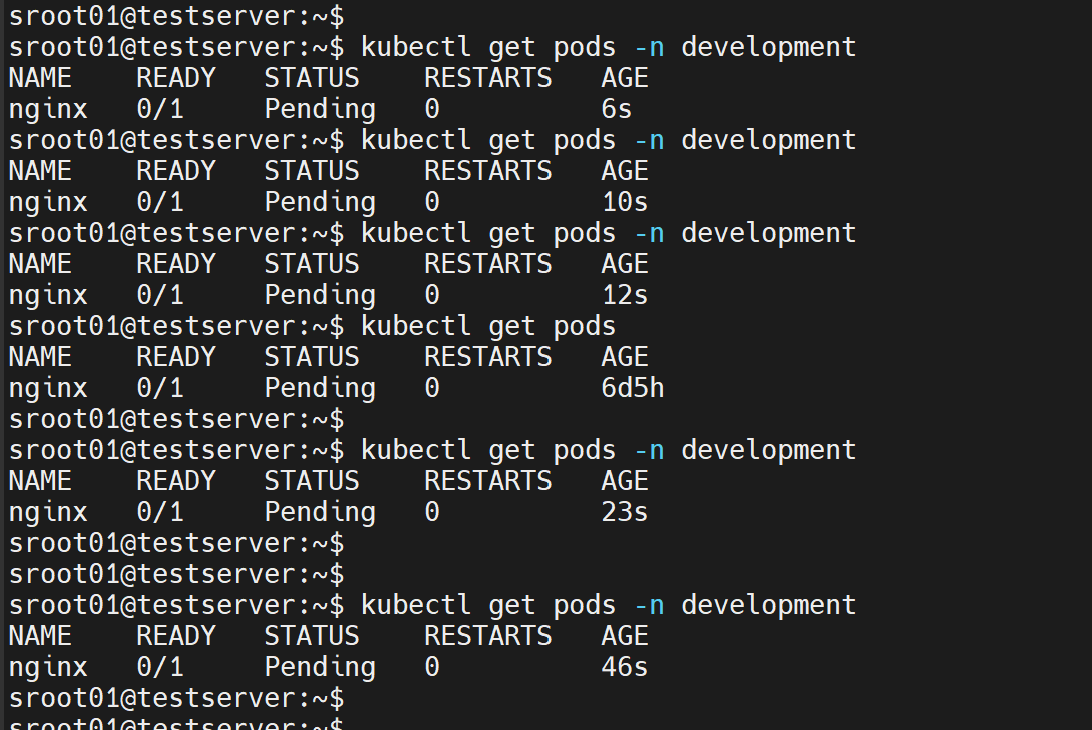 sroot01@testserver:~$
sroot01@testserver:~$ kubectl get pods -n development
NAME    READY   STATUS    RESTARTS   AGE
nginx   0/1     Pending   0          6s
sroot01@testserver:~$ kubectl get pods -n development
NAME    READY   STATUS    RESTARTS   AGE
nginx   0/1     Pending   0          10s
sroot01@testserver:~$ kubectl get pods -n development
NAME    READY   STATUS    RESTARTS   AGE
nginx   0/1     Pending   0          12s
sroot01@testserver:~$ kubectl get pods
NAME    READY   STATUS    RESTARTS   AGE
nginx   0/1     Pending   0          6d5h
sroot01@testserver:~$
sroot01@testserver:~$ kubectl get pods -n development
NAME    READY   STATUS    RESTARTS   AGE
nginx   0/1     Pending   0          23s
sroot01@testserver:~$
sroot01@testserver:~$
sroot01@testserver:~$ kubectl get pods -n development
NAME    READY   STATUS    RESTARTS   AGE
nginx   0/1     Pending   0          46s
sroot01@testserver:~$
sroot01@testserver:~$